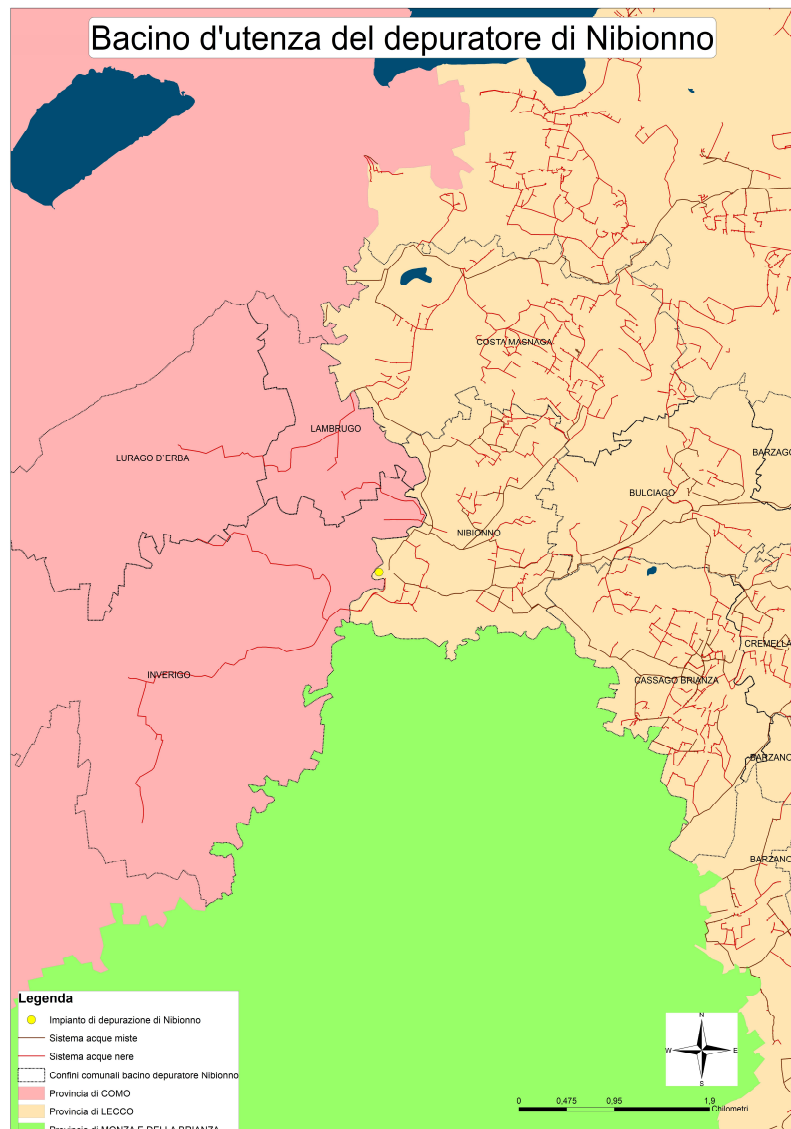 Bacino d'utenza del depuratore di Nibionno
COSTA MASNAGA
LAMBRUGO
LURAGO D'ERBA
BARZAGO
BULCIAGO
NIBIONNO
CREMELLA
INVERIGO
CASSAGO BRIANZA
BARZANO
BARZANO
Legenda
Impianto di depurazione di Nibionno
Sistema acque miste
Sistema acque nere
Confini comunali bacino depuratore Nibionno
Provincia di COMO
Provincia di LECCO
Provincia di MONZA E DELLA BRIANZA
N
W E
S
0 0,475 0,95 1,9
Chilometri